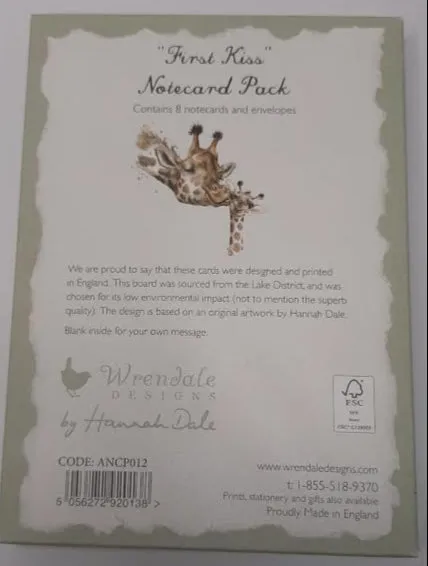 "First Kiss"
Notecard Pack
Contains 8 notecards and envelopes
We are proud to say that these cards were designed and printed
in England. This board was sourced from the Lake District, and was
chosen for its low environmental impact (not to mention the superb
quality). The design is based on an original artwork by Hannah Dale.
Blank inside for your own message.
Wrendale
DESIGNS
by Hannah Dale
FSC
CODE: ANCP012
5 056272 920138 >
www.wrendaledesigns.com
t: 1-855-518-9370
Prints, stationery and gifts also available
Proudly Made in England